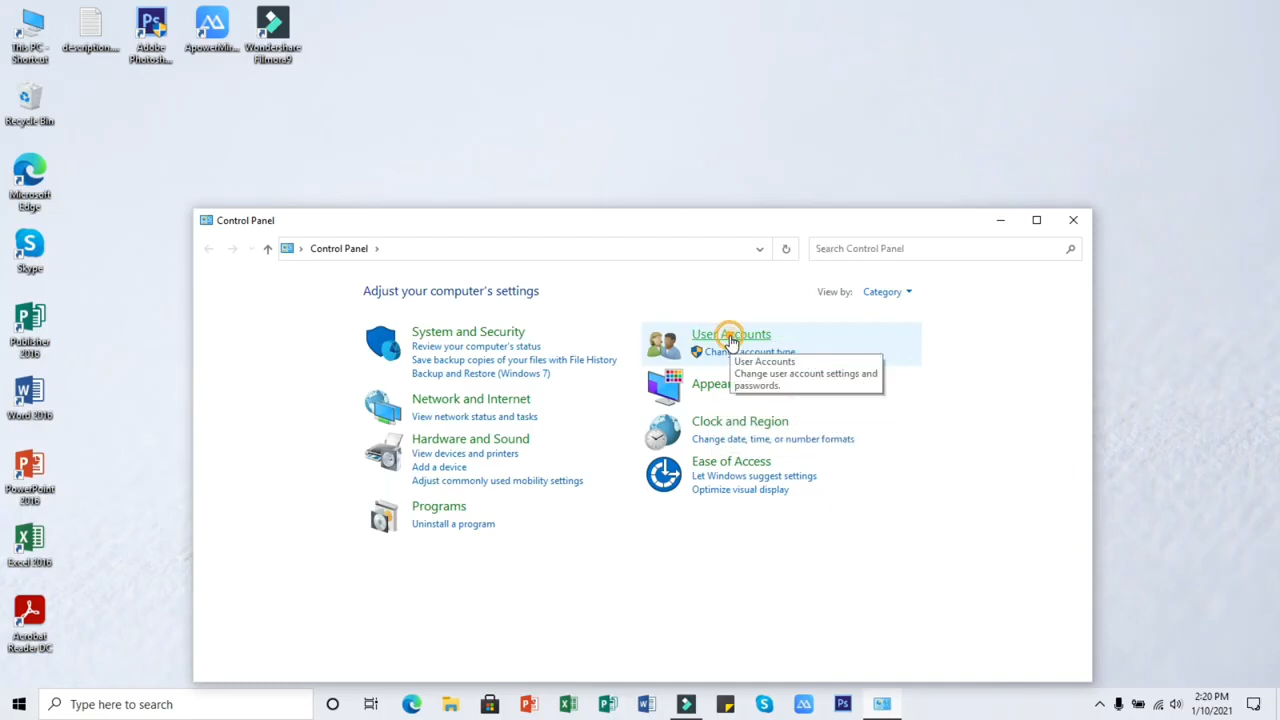 This PC -
Shortcut
description....
Adobe
Photosh...
ApowerMir...
Wondershare
Filmora9
Recycle Bin
Microsoft
Edge
Skype
Publisher
2016
Word 2016
PowerPoint
2016
Excel 2016
Acrobat
Reader DC
Control Panel
Control Panel
Search Control Panel
Adjust your computer's settings
View by: Category
System and Security
Review your computer's status
Save backup copies of your files with File History
Backup and Restore (Windows 7)
Network and Internet
View network status and tasks
Hardware and Sound
View devices and printers
Add a device
Adjust commonly used mobility settings
Programs
Uninstall a program
User Accounts
Change account type
User Accounts
Change user account settings and
passwords.
Appea
Clock and Region
Change date, time, or number formats
Ease of Access
Let Windows suggest settings
Optimize visual display
Type here to search
2:20 PM
1/10/2021